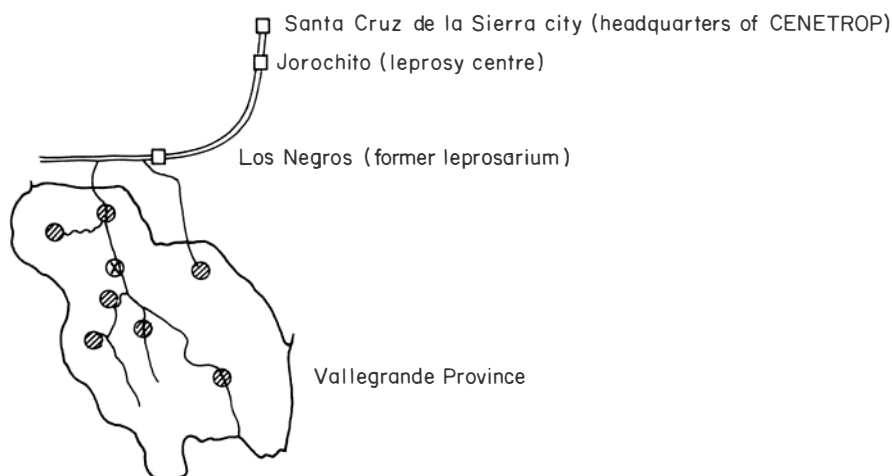 Santa Cruz de la Sierra city (headquarters of CENETROP)
Jorochito (leprosy centre)
Los Negros (former leprosarium)
Vallegrande Province